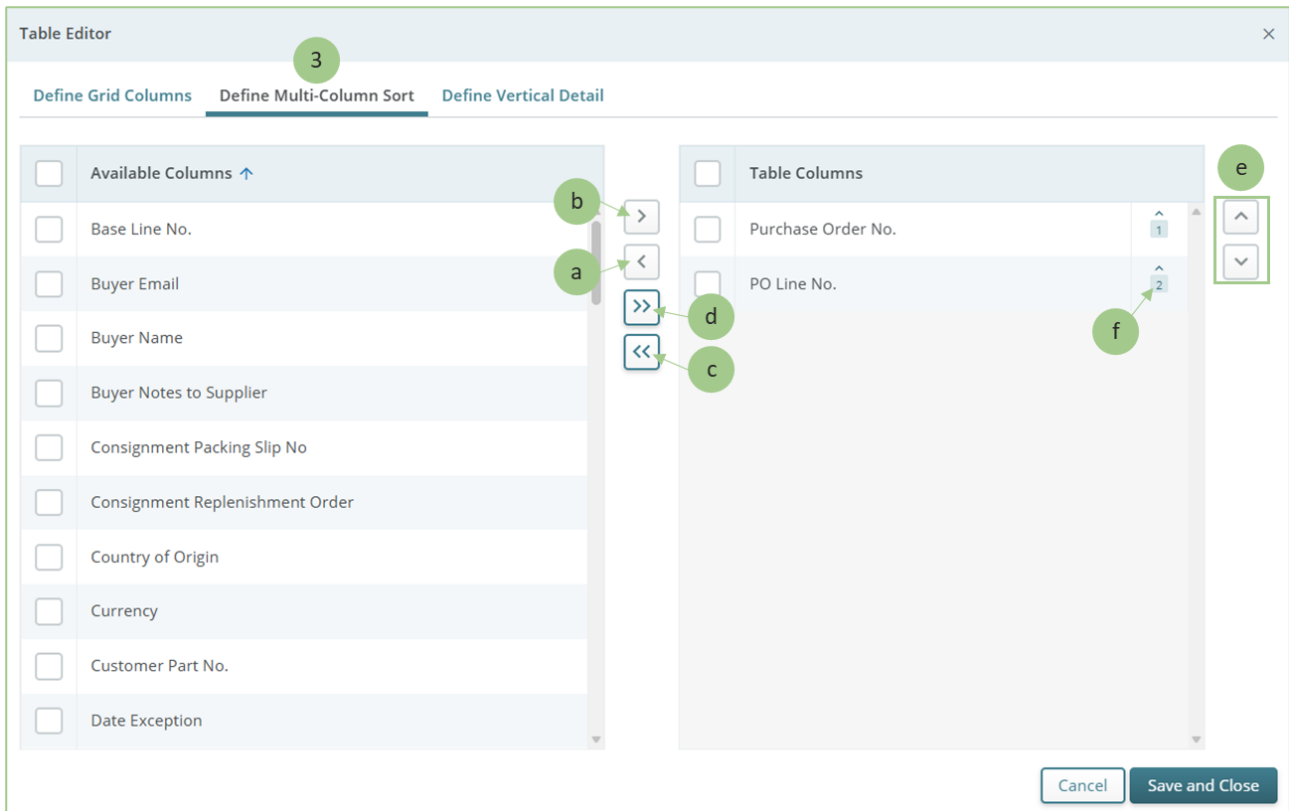 Table Editor
3
Define Grid Columns Define Multi-Column Sort Define Vertical Detail
Available Columns
Base Line No.
Buyer Email
Buyer Name
Buyer Notes to Supplier
Consignment Packing Slip No
Consignment Replenishment Order
Country of Origin
Currency
Customer Part No.
Date Exception
b
a
d
c
Table Columns
Purchase Order No. 1
PO Line No. 2
e
f
Cancel Save and Close